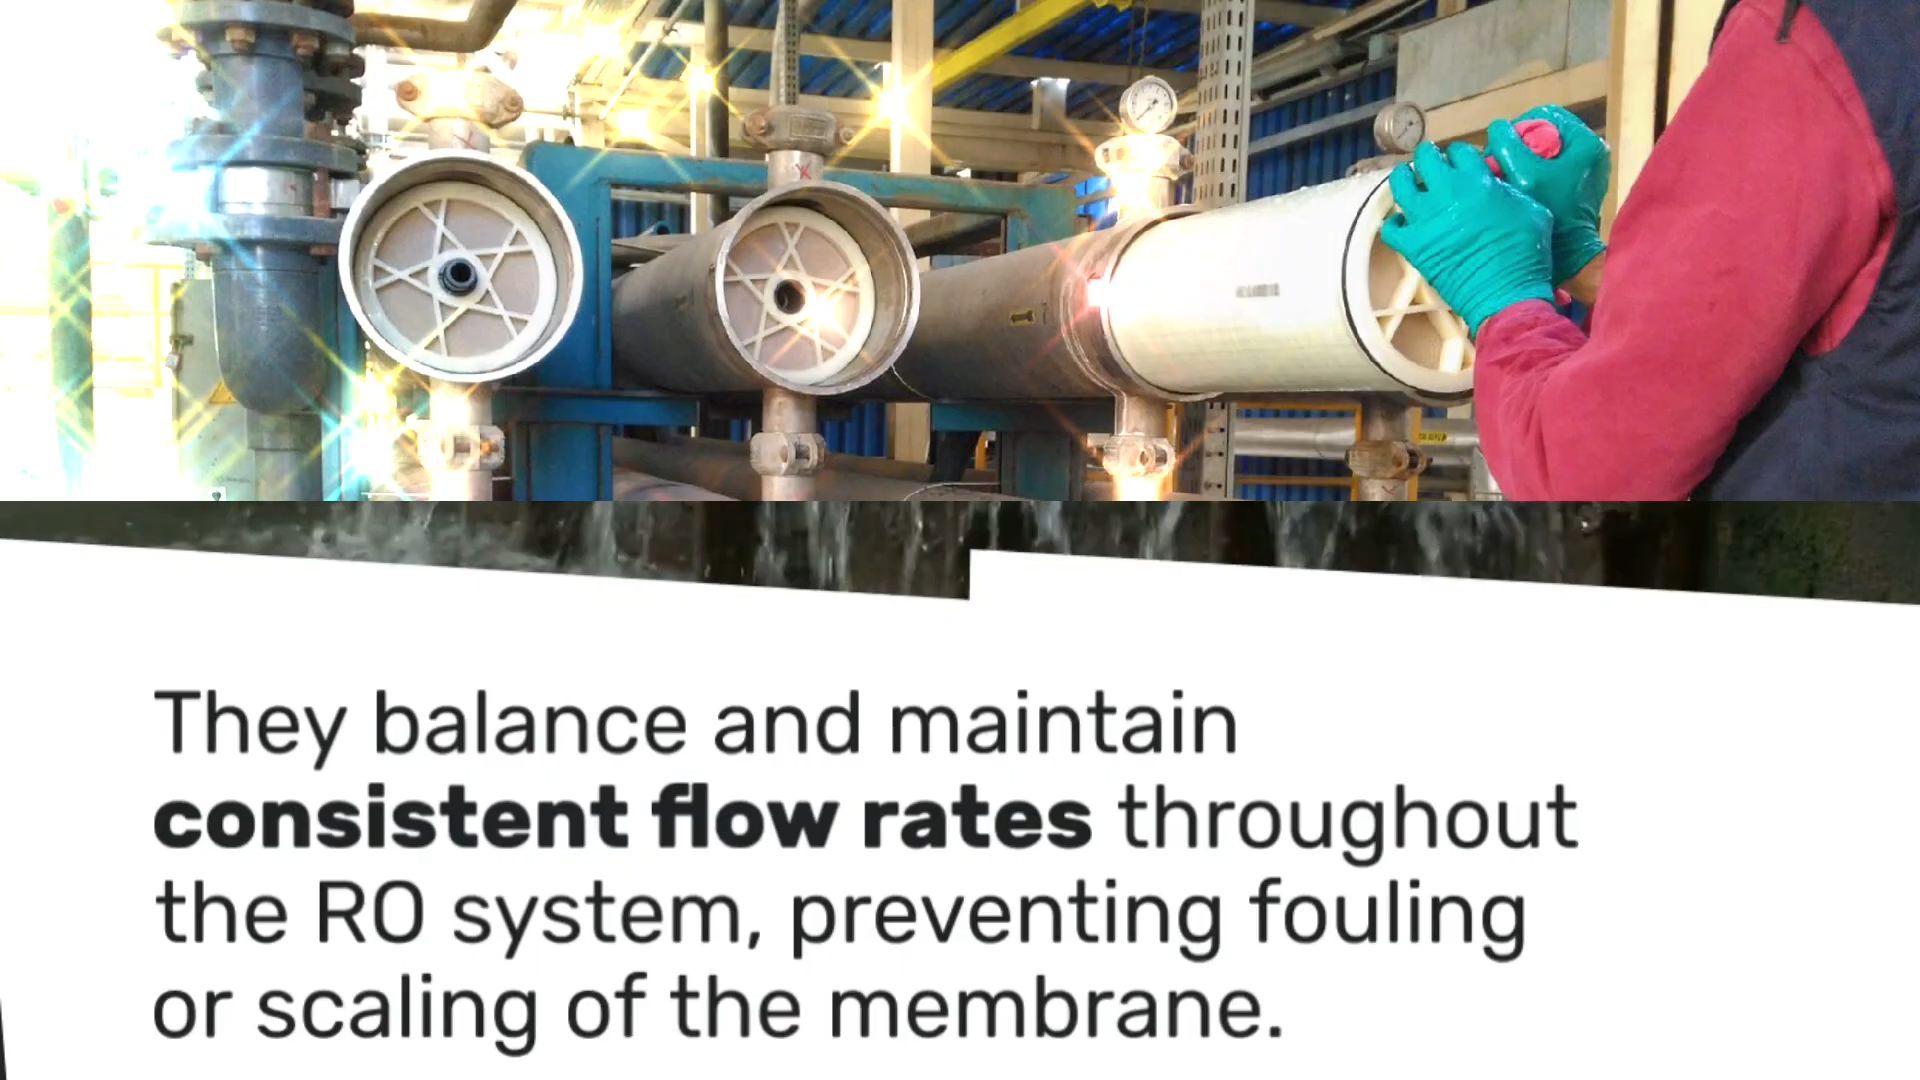 They balance and maintain
consistent flow rates throughout
the RO system, preventing fouling
or scaling of the membrane.